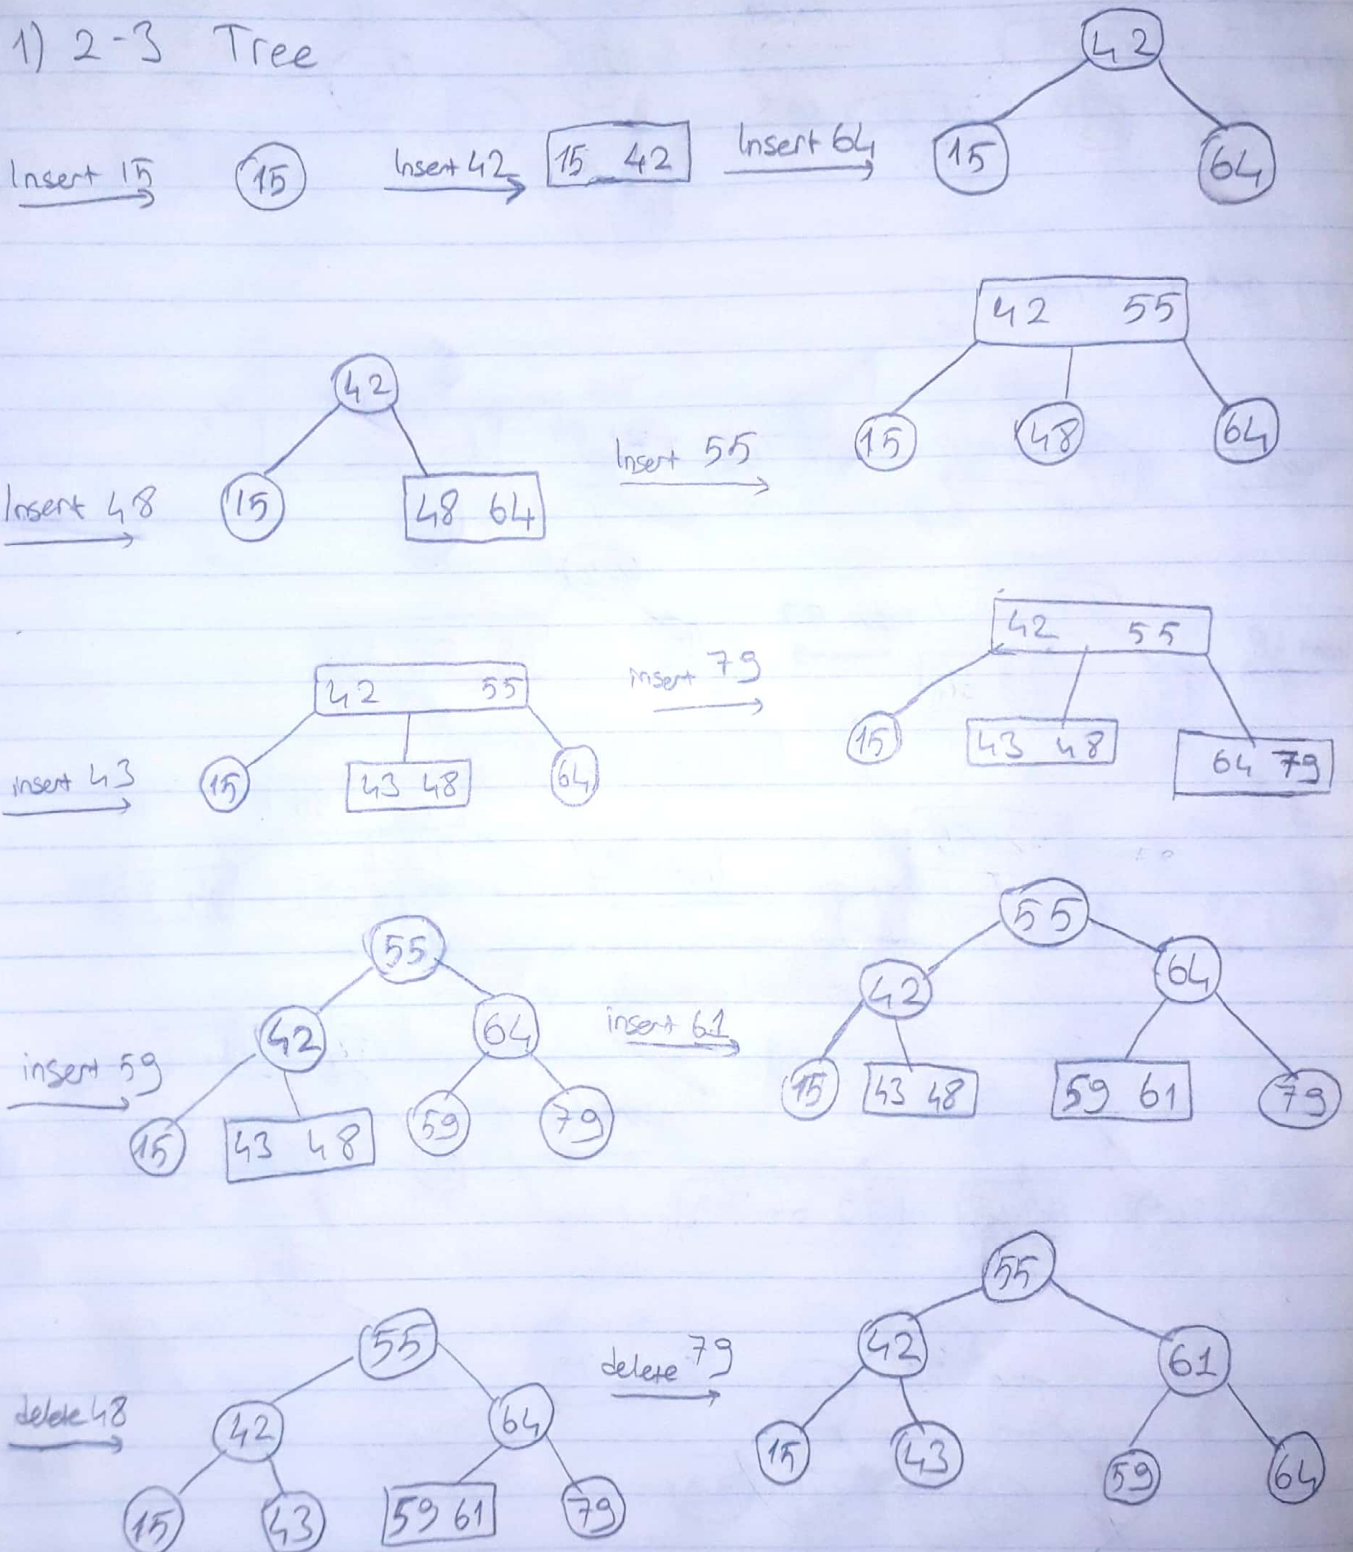 1) 2-3 Tree
Insert 15
15
Insert 42
15 42
Insert 64
42
15 64
Insert 48
42
15 48 64
Insert 55
42 55
15 48 64
insert 43
42 55
15 43 48 64
insert 79
42 55
15 43 48 64 79
insert 59
55
42 64
15 43 48 59 79
insert 61
55
42 64
15 43 48 59 61 79
delete 48
55
42 64
15 43 59 61 79
delete 79
55
42 61
15 43 59 64